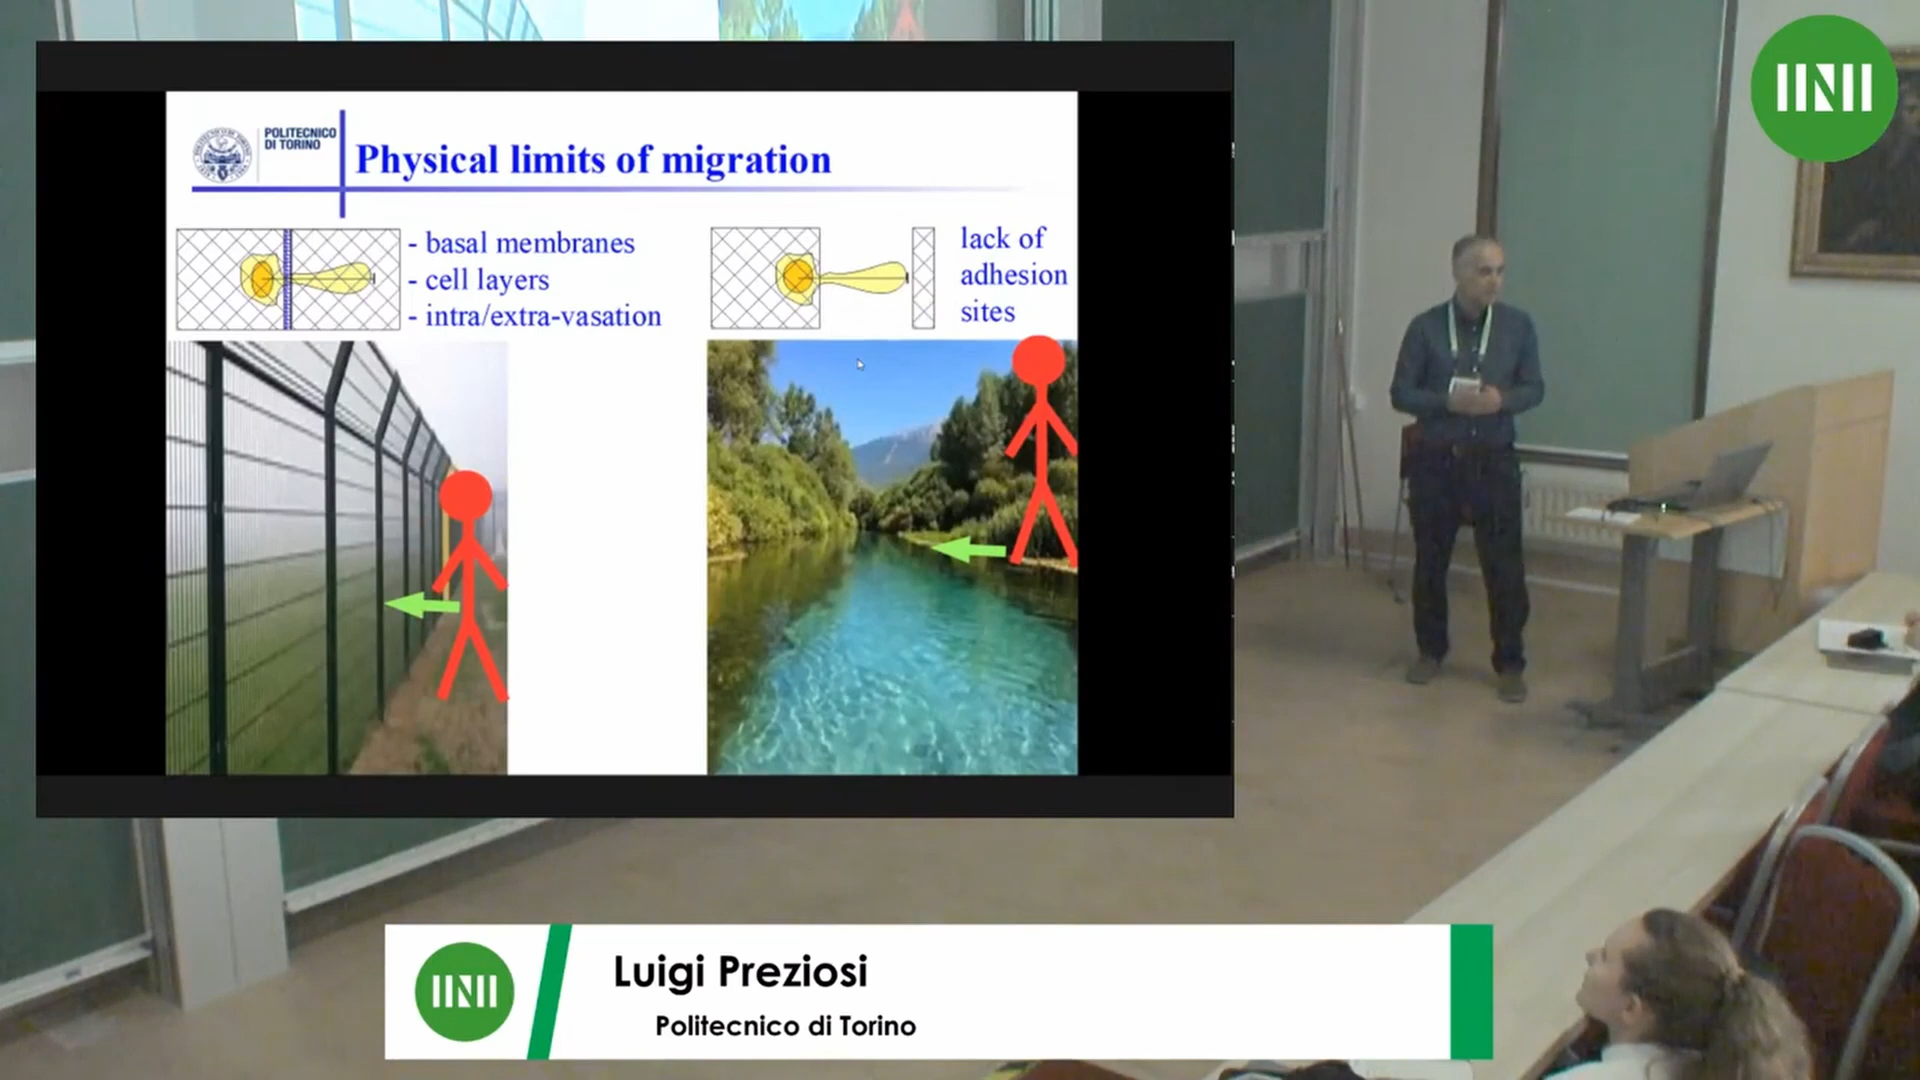 POLITECNICO
DI TORINO
Physical limits of migration
- basal membranes
- cell layers
- intra/extra-vasation
lack of
adhesion
sites
Luigi Preziosi
Politecnico di Torino